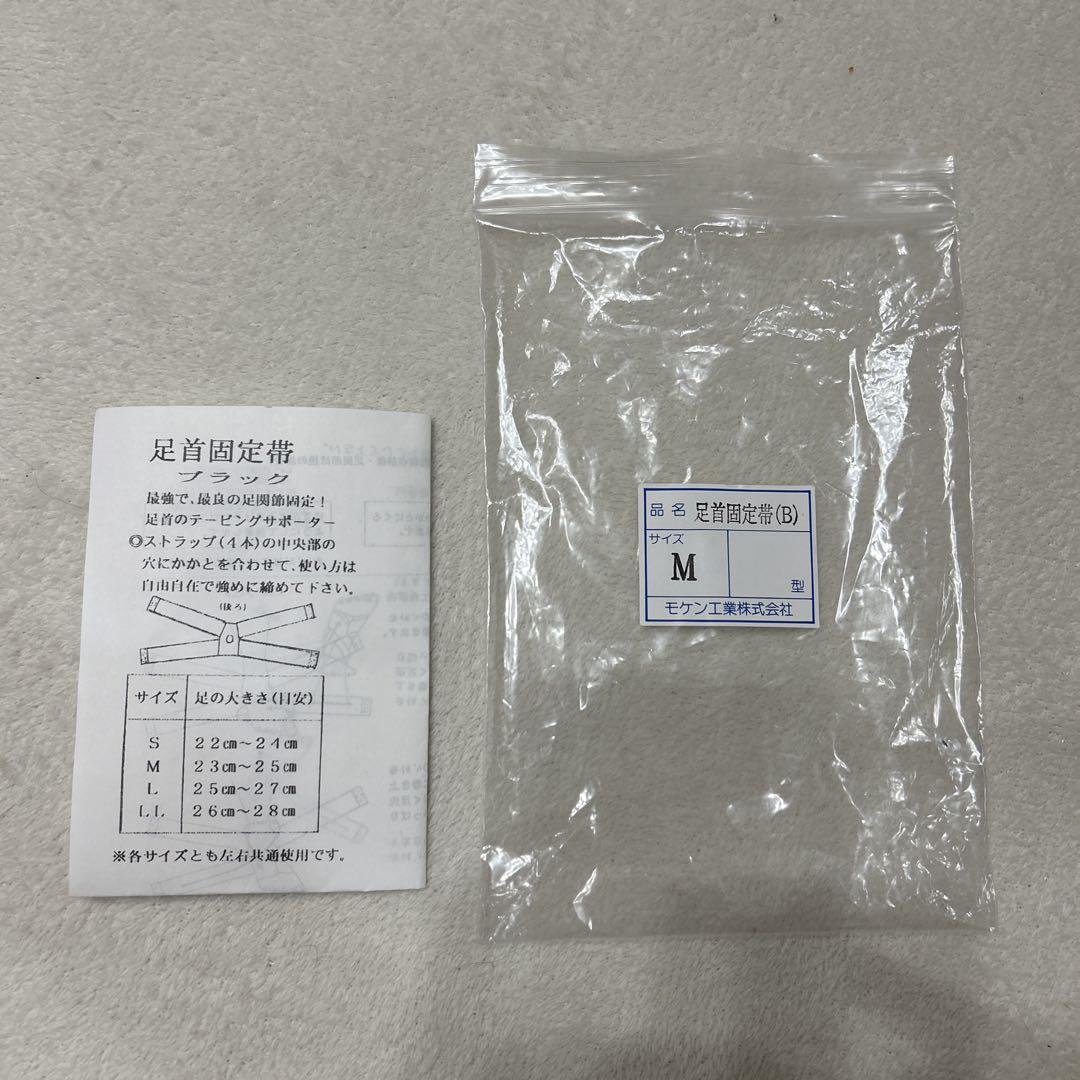 足首固定帯
ブラック
最強で、最良の足関節固定!
足首のテーピングサポーター
◎ストラップ(4本)の中央部の
穴にかかとを合わせて、使い方は
自由自在で強めに締めて下さい。
(後ろ)
サイズ 足の大きさ(目安)
S 22㎝～24㎝
M 23㎝～25㎝
L 25㎝～27㎝
LL 26㎝～28㎝
※各サイズとも左右共通使用です。
品名 足首固定帯(B)
サイズ
M
型
モケン工業株式会社